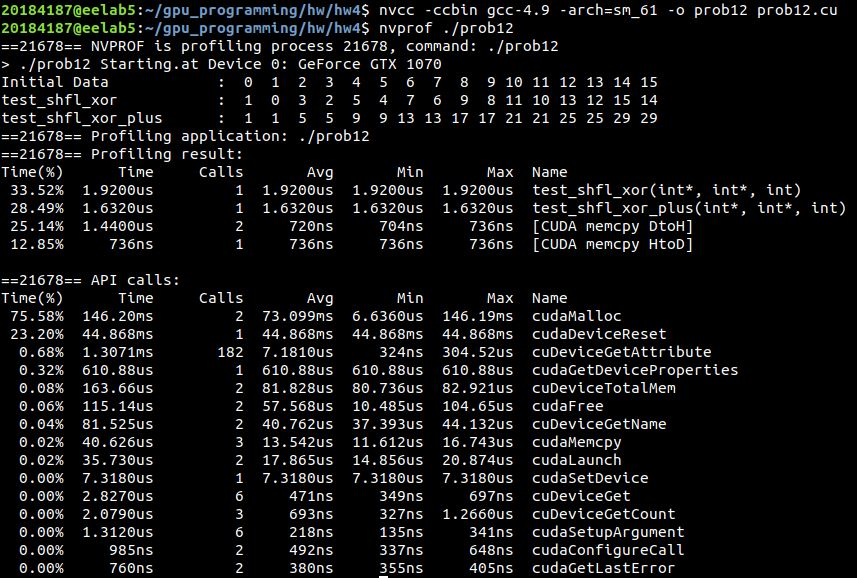 20184187@eelab5:~/gpu_programming/hw/hw4$ nvcc -ccbin gcc-4.9 -arch=sm_61 -o prob12 prob12.cu
20184187@eelab5:~/gpu_programming/hw/hw4$ nvprof ./prob12
==21678== NVPROF is profiling process 21678, command: ./prob12
> ./prob12 Starting.at Device 0: GeForce GTX 1070
Initial Data            :  0  1  2  3  4  5  6  7  8  9 10 11 12 13 14 15
test_shfl_xor           :  1  0  3  2  5  4  7  6  9  8 11 10 13 12 15 14
test_shfl_xor_plus      :  1  1  5  5  9  9 13 13 17 17 21 21 25 25 29 29
==21678== Profiling application: ./prob12
==21678== Profiling result:
Time(%)      Time     Calls       Avg       Min       Max  Name
 33.52%  1.9200us         1  1.9200us  1.9200us  1.9200us  test_shfl_xor(int*, int*, int)
 28.49%  1.6320us         1  1.6320us  1.6320us  1.6320us  test_shfl_xor_plus(int*, int*, int)
 25.14%  1.4400us         2     720ns     704ns     736ns  [CUDA memcpy DtoH]
 12.85%     736ns         1     736ns     736ns     736ns  [CUDA memcpy HtoD]

==21678== API calls:
Time(%)      Time     Calls       Avg       Min       Max  Name
 75.58%  146.20ms         2  73.099ms  6.6360us  146.19ms  cudaMalloc
 23.20%  44.868ms         1  44.868ms  44.868ms  44.868ms  cudaDeviceReset
  0.68%  1.3071ms       182  7.1810us     324ns  304.52us  cuDeviceGetAttribute
  0.32%  610.88us         1  610.88us  610.88us  610.88us  cudaGetDeviceProperties
  0.08%  163.66us         2  81.828us  80.736us  82.921us  cuDeviceTotalMem
  0.06%  115.14us         2  57.568us  10.485us  104.65us  cudaFree
  0.04%  81.525us         2  40.762us  37.393us  44.132us  cuDeviceGetName
  0.02%  40.626us         3  13.542us  11.612us  16.743us  cudaMemcpy
  0.02%  35.730us         2  17.865us  14.856us  20.874us  cudaLaunch
  0.00%  7.3180us         1  7.3180us  7.3180us  7.3180us  cudaSetDevice
  0.00%  2.8270us         6     471ns     349ns     697ns  cuDeviceGet
  0.00%  2.0790us         3     693ns     327ns  1.2660us  cuDeviceGetCount
  0.00%  1.3120us         6     218ns     135ns     341ns  cudaSetupArgument
  0.00%     985ns         2     492ns     337ns     648ns  cudaConfigureCall
  0.00%     760ns         2     380ns     355ns     405ns  cudaGetLastError